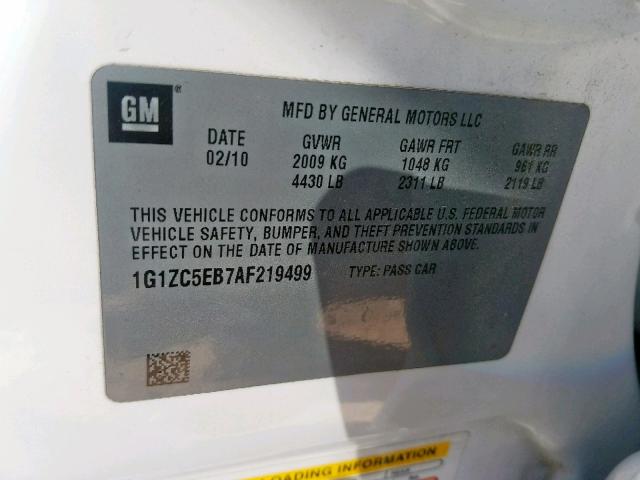 GM
®
MFD BY GENERAL MOTORS LLC
DATE GVWR GAWR FRT GAWR RR
02/10 2009 KG 1048 KG 961 KG
4430 LB 2311 LB 2119 LB
THIS VEHICLE CONFORMS TO ALL APPLICABLE U.S. FEDERAL MOTOR
VEHICLE SAFETY, BUMPER, AND THEFT PREVENTION STANDARDS IN
EFFECT ON THE DATE OF MANUFACTURE SHOWN ABOVE.
1G1ZC5EB7AF219499 TYPE: PASS CAR
LOADING INFORMATION